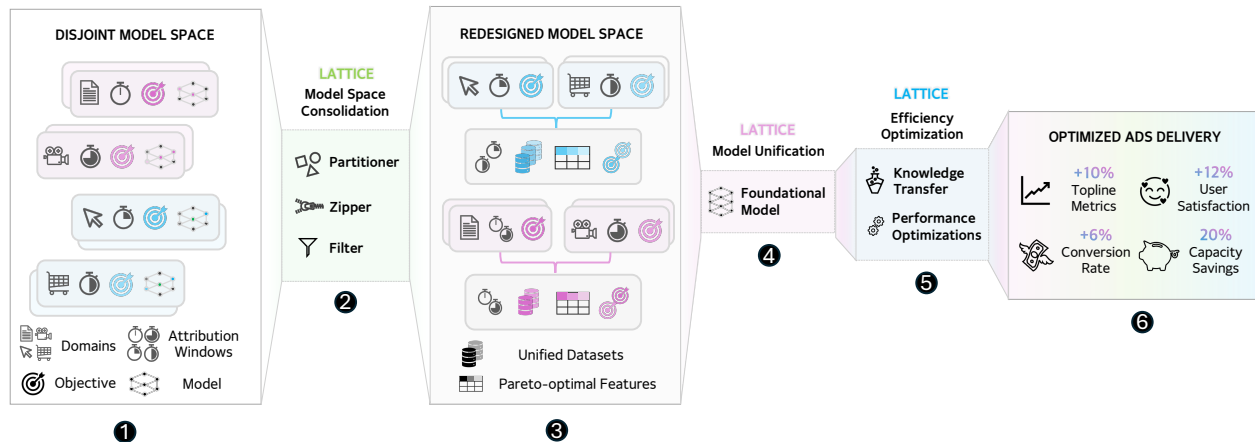 DISJOINT MODEL SPACE
Domains
Attribution
Windows
Objective
Model
1
LATTICE
Model Space
Consolidation
Partitioner
Zipper
Filter
2
REDESIGNED MODEL SPACE
Unified Datasets
Pareto-optimal Features
3
LATTICE
Model Unification
Foundational
Model
4
LATTICE
Efficiency
Optimization
Knowledge
Transfer
Performance
Optimizations
5
OPTIMIZED ADS DELIVERY
+10%
Topline
Metrics
+12%
User
Satisfaction
+6%
Conversion
Rate
20%
Capacity
Savings
6